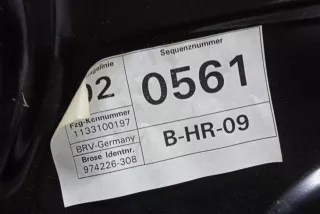 Sequenznummer
02
0561
Fzg-Kennummer
1133100197
BRV-Germany
B-HR-09
Brose Identnr.
974226-308